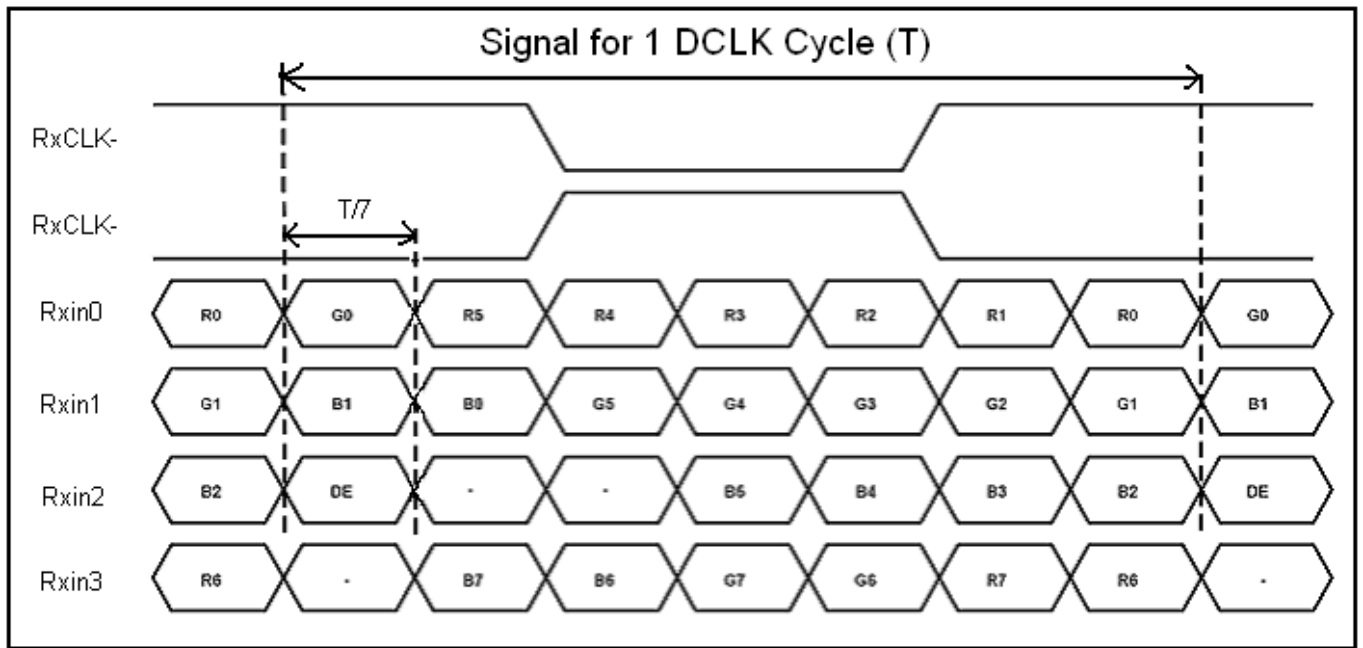 Signal for 1 DCLK Cycle (T)
RxCLK-
T/7
RxCLK-
Rxin0 R0 G0 R5 R4 R3 R2 R1 R0 G0
Rxin1 G1 B1 B0 G5 G4 G3 G2 G1 B1
Rxin2 B2 DE - - B5 B4 B3 B2 DE
Rxin3 R6 - B7 B6 G7 G6 R7 R6 -